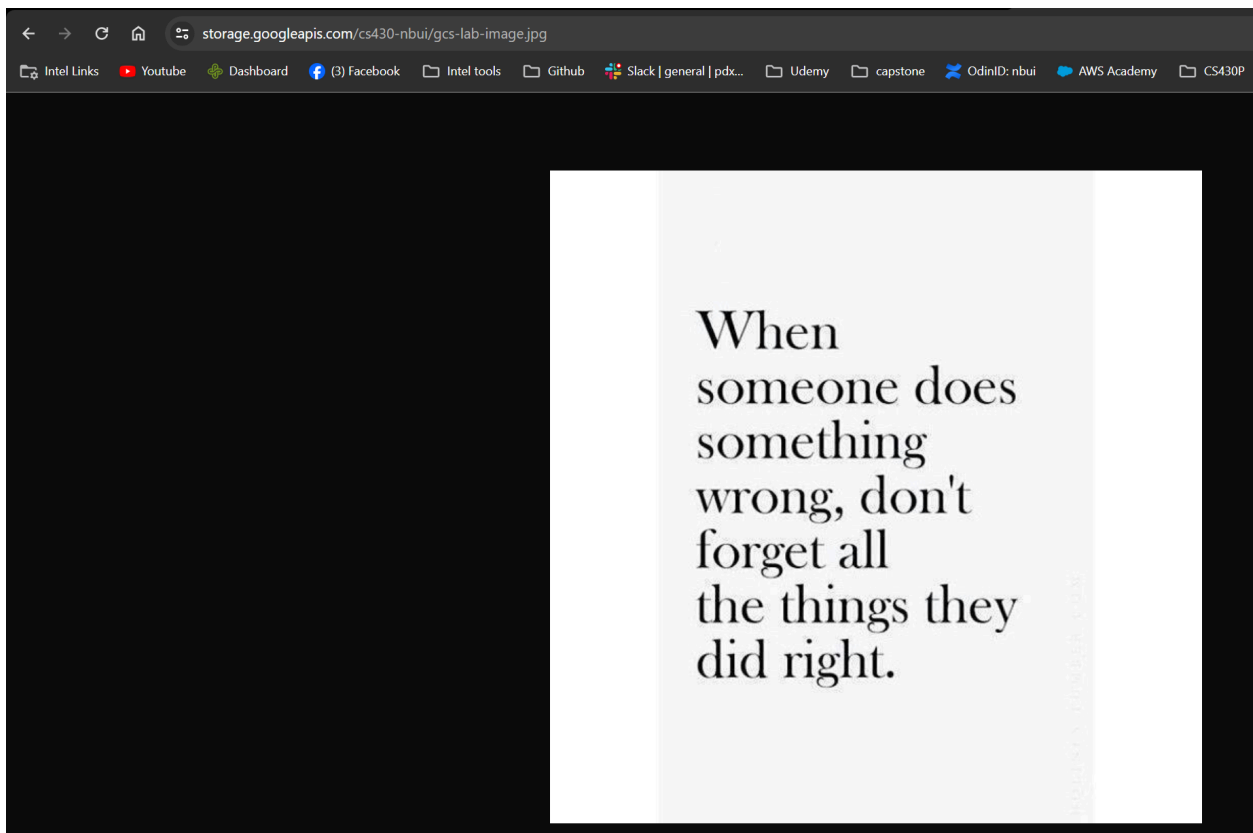 storage.googleapis.com/cs430-nbui/gcs-lab-image.jpg
Intel Links Youtube Dashboard (3) Facebook Intel tools Github Slack | general | pdx... Udemy capstone OdinID: nbui AWS Academy CS430P
When
someone does
something
wrong, don't
forget all
the things they
did right.